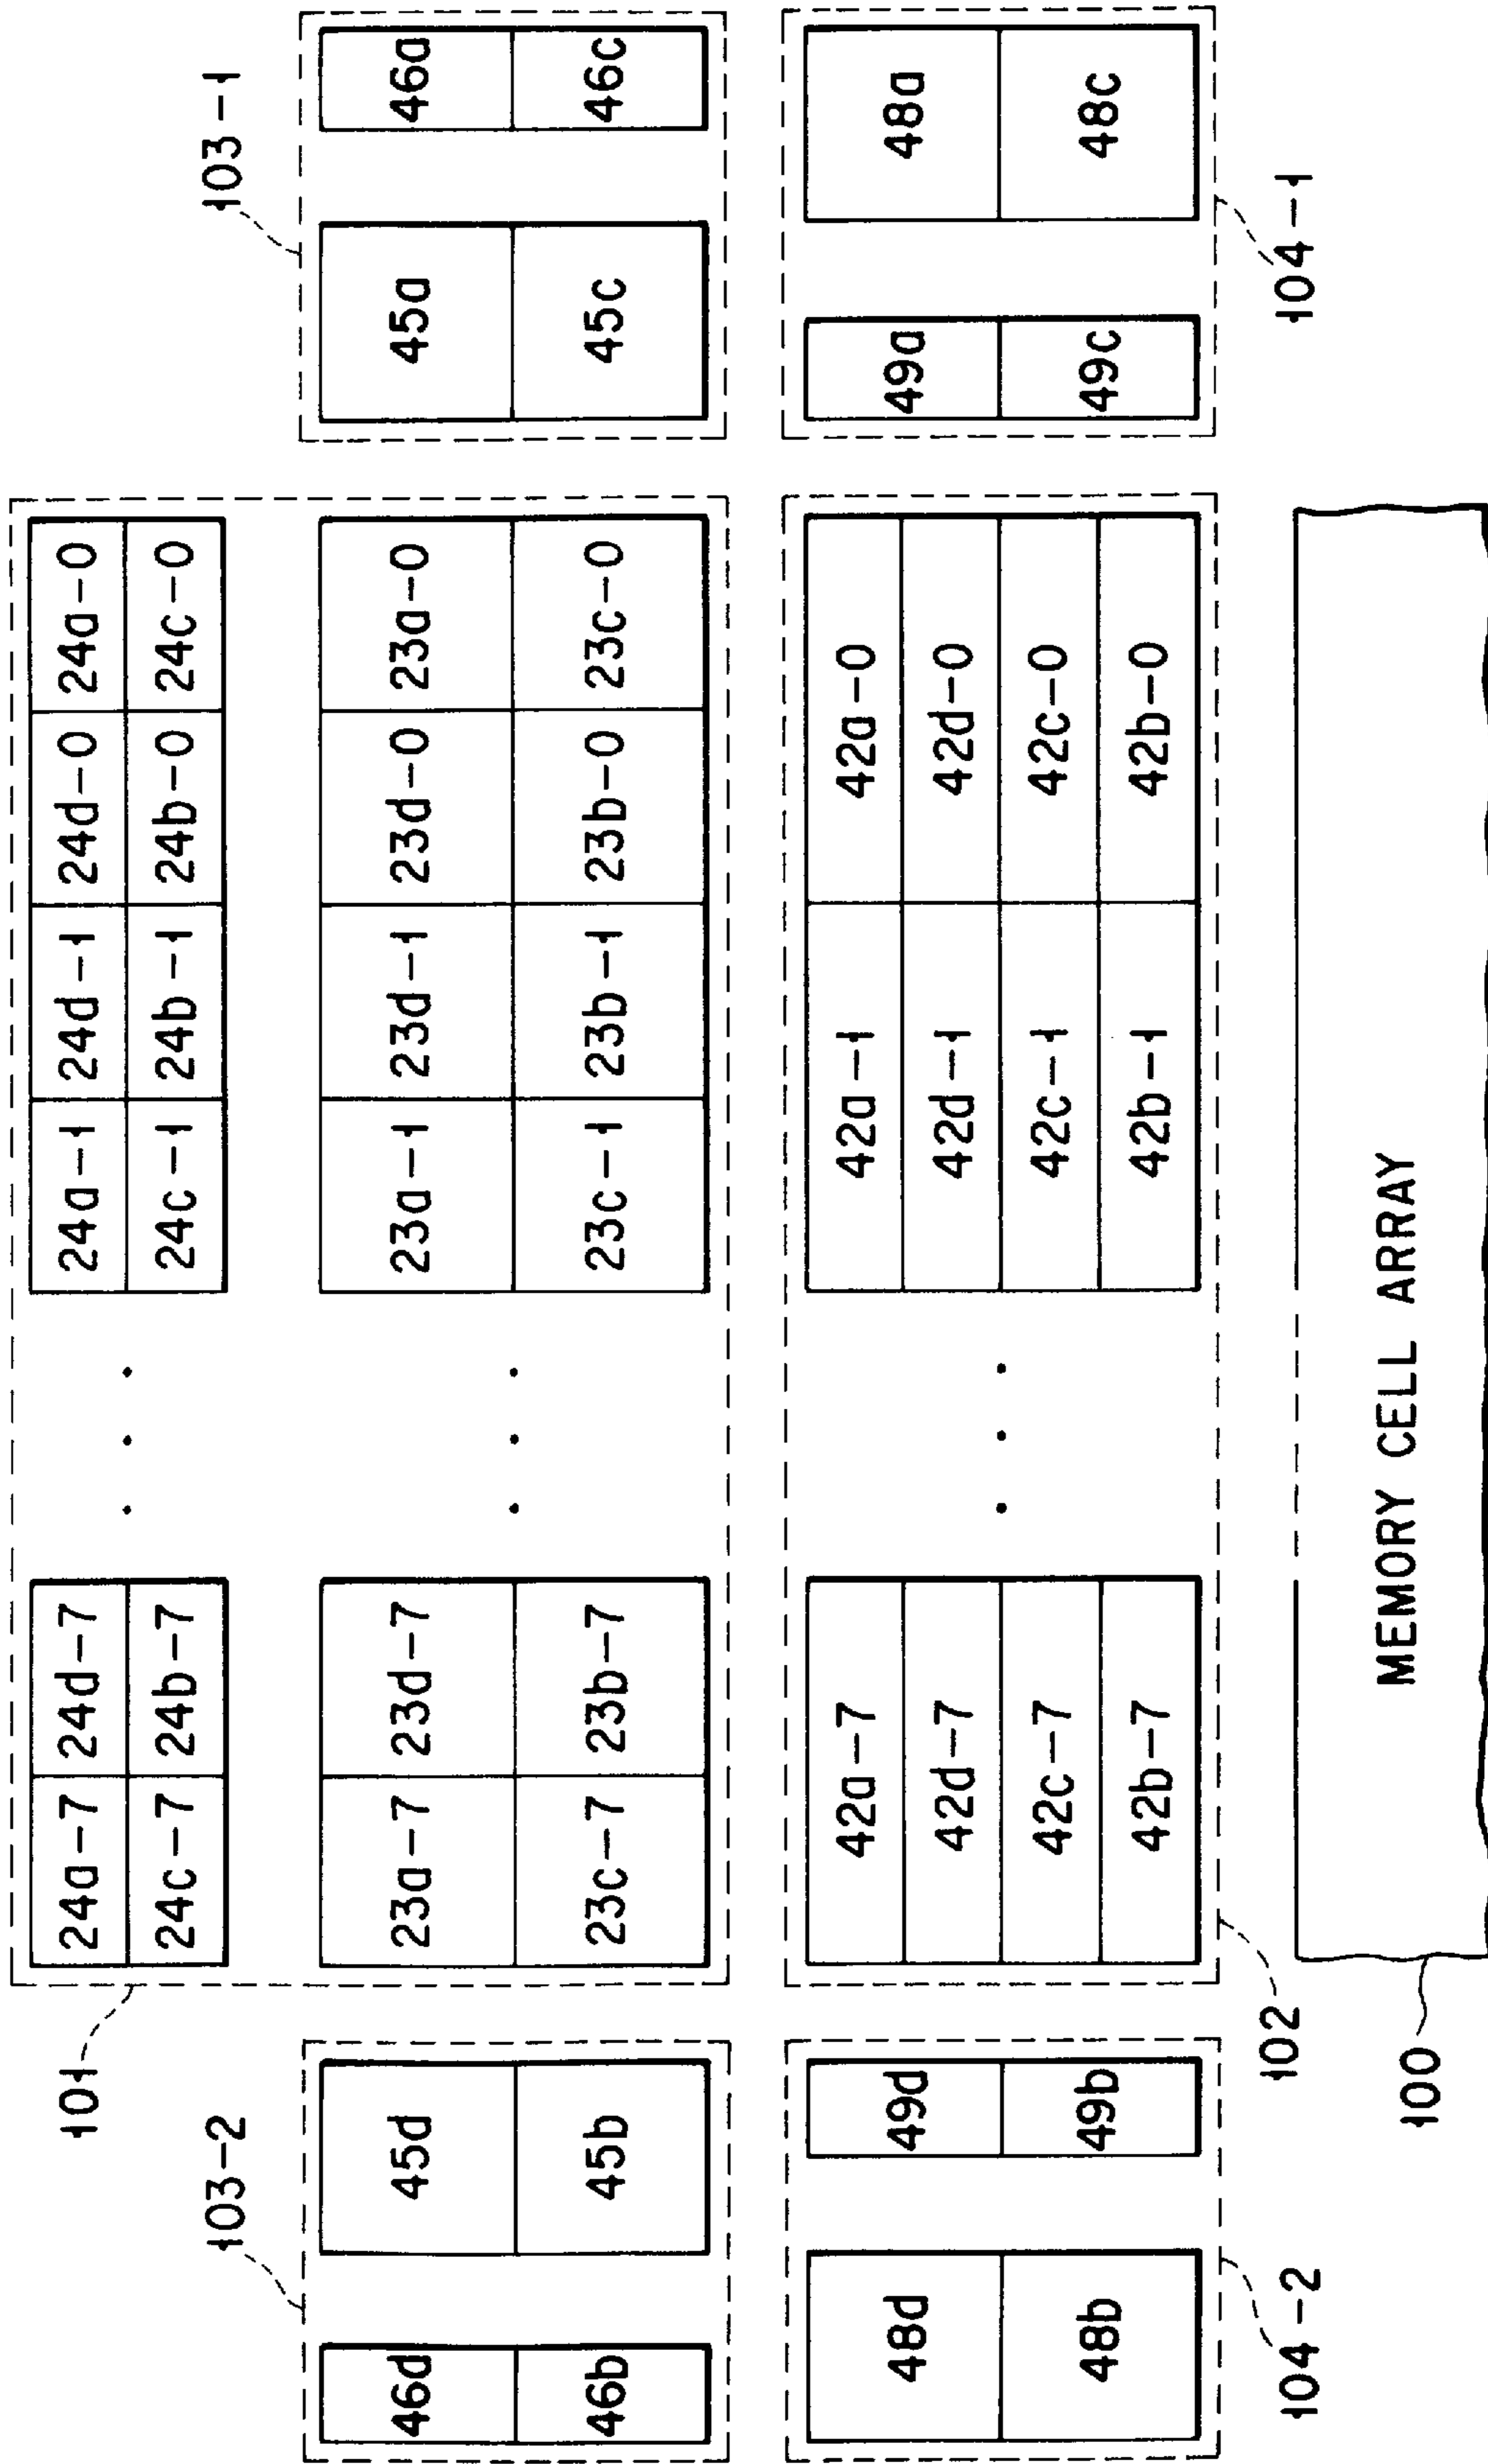 101 24a-7 24d-7 24a-1 24d-1 24d-0 24a-0
24c-7 24b-7 24c-1 24b-1 24b-0 24c-0
103-2 103-1
46d 45d 23a-7 23d-7 23a-1 23d-1 23d-0 23a-0 45a 46a
46b 45b 23c-7 23b-7 23c-1 23b-1 23b-0 23c-0 45c 46c
42a-7 42a-1 42a-0
48d 49d 49a 48a
42d-7 42d-1 42d-0
42c-7 42c-1 42c-0
48b 49b 49c 48c
42b-7 42b-1 42b-0
104-2 102 104-1
100 MEMORY CELL ARRAY